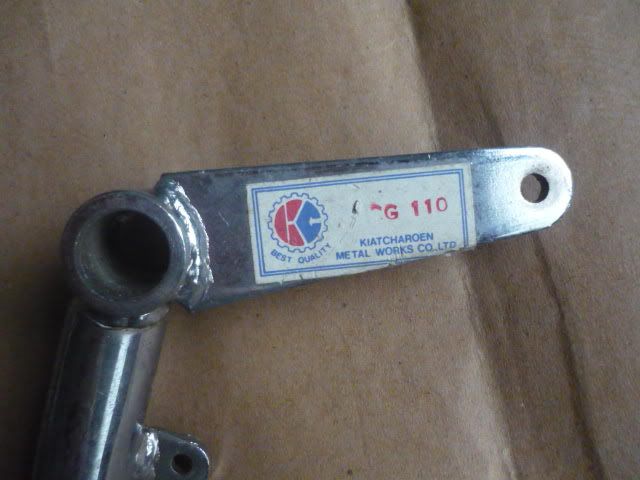 KC
BEST QUALITY
G 110
KIATCHAROEN
METAL WORKS CO.,LTD